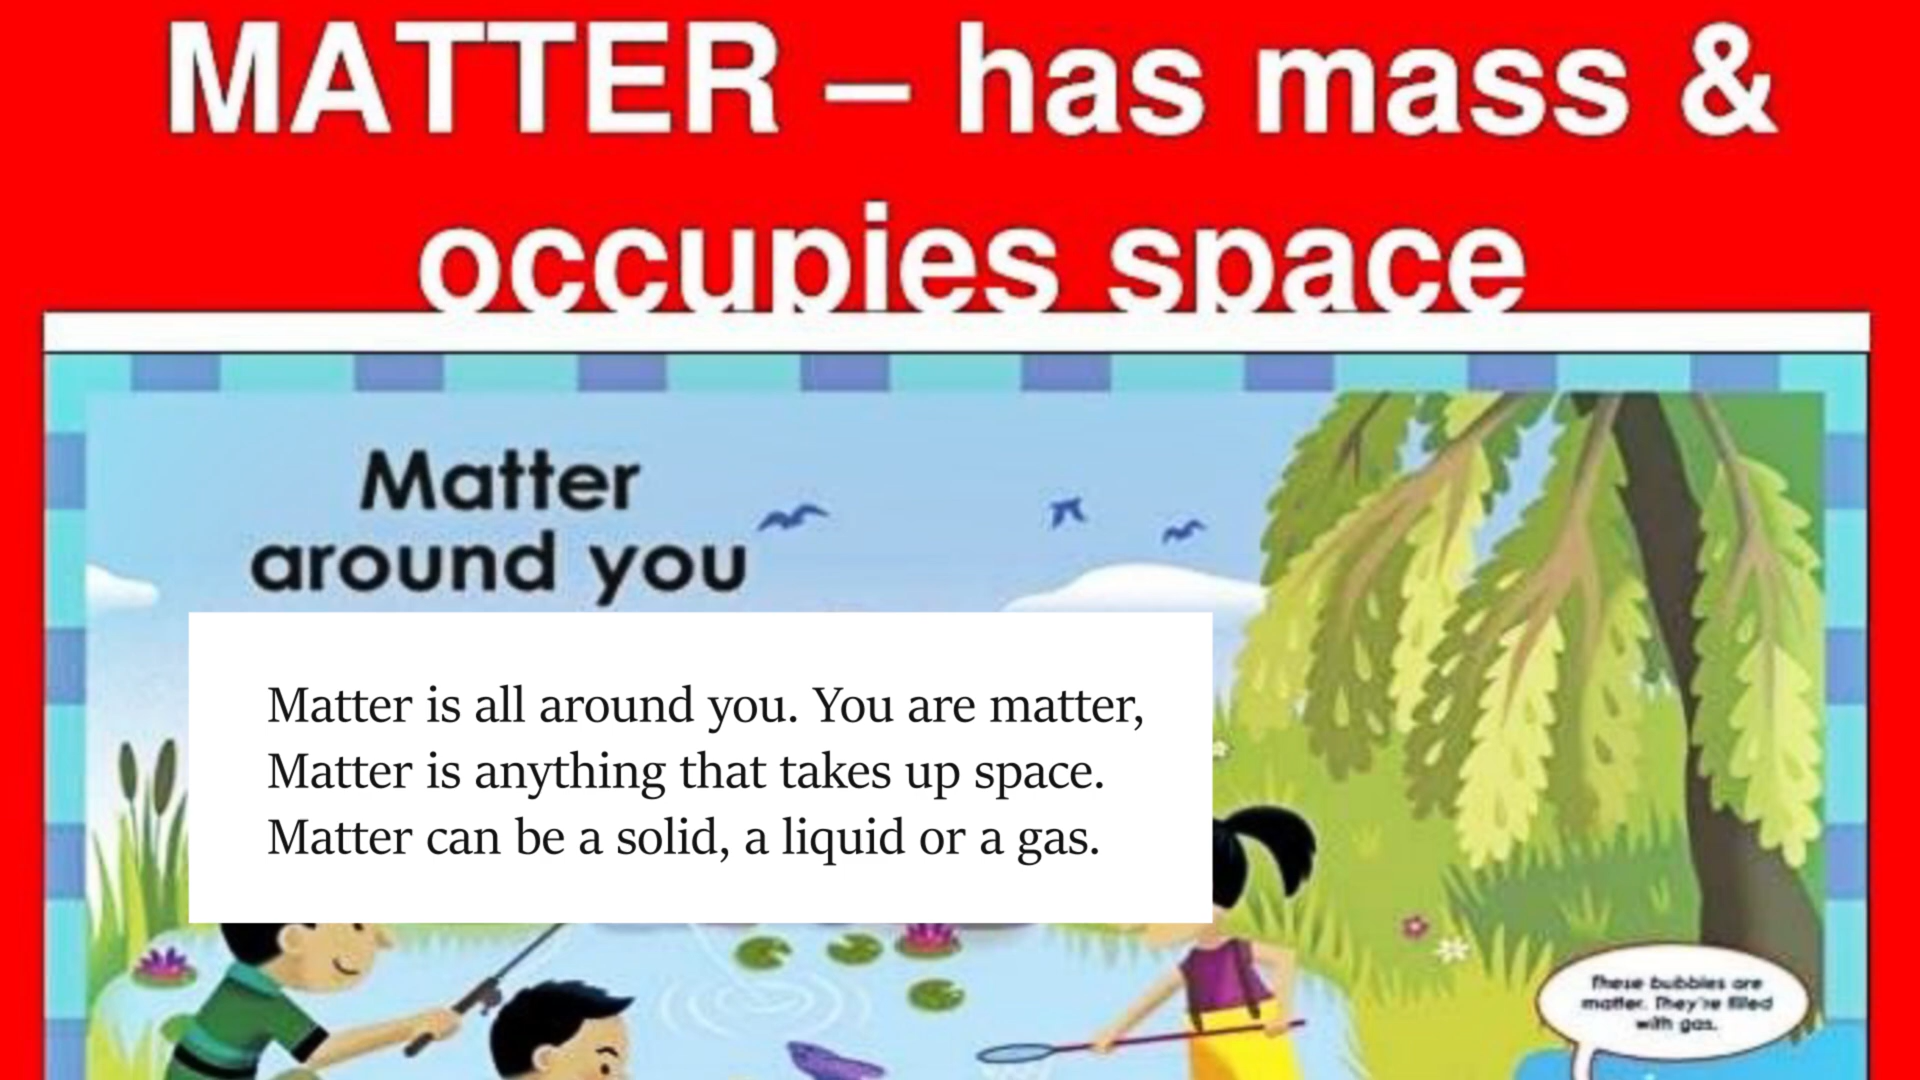 MATTER – has mass &
occupies space
Matter
around you
Matter is all around you. You are matter,
Matter is anything that takes up space.
Matter can be a solid, a liquid or a gas.
These bubbles are
matter. They're filled
with gas.